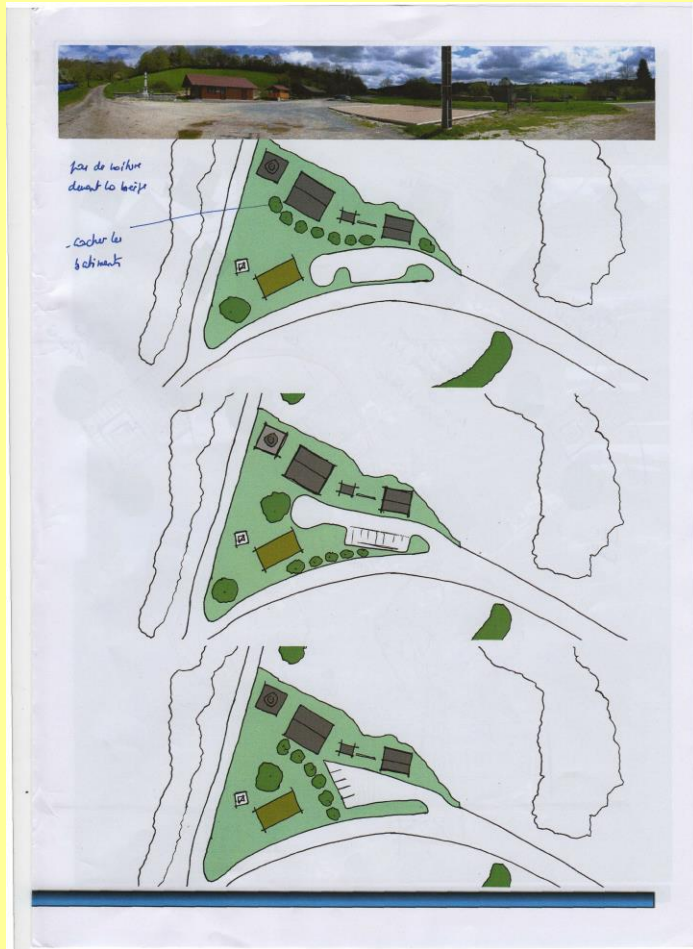 pas de voiture
devant la
- cacher les
bâtiments